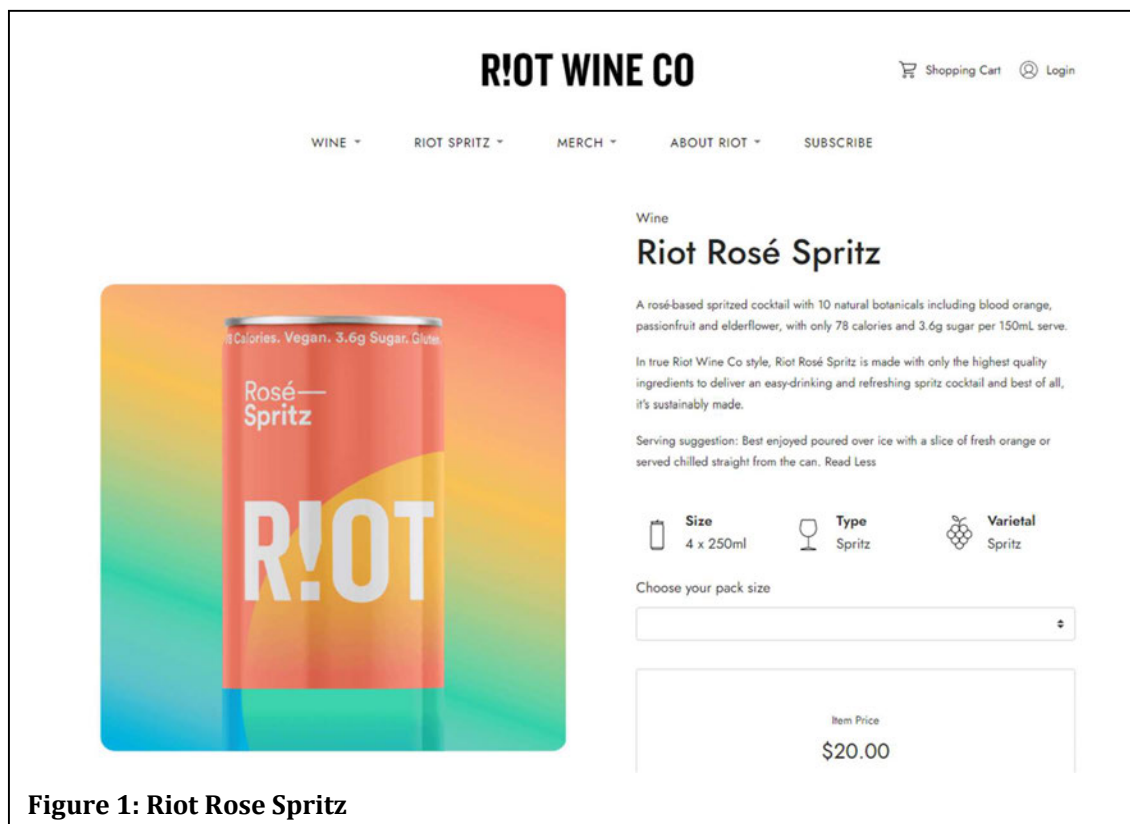 R!OT WINE CO
Shopping Cart
Login
WINE
RIOT SPRITZ
MERCH
ABOUT RIOT
SUBSCRIBE
Wine
Riot Rosé Spritz
A rosé-based spritzed cocktail with 10 natural botanicals including blood orange,
passionfruit and elderflower, with only 78 calories and 3.6g sugar per 150mL serve.
In true Riot Wine Co style, Riot Rosé Spritz is made with only the highest quality
ingredients to deliver an easy-drinking and refreshing spritz cocktail and best of all,
it's sustainably made.
Serving suggestion: Best enjoyed poured over ice with a slice of fresh orange or
served chilled straight from the can. Read Less
Calories. Vegan. 3.6g Sugar. Gluten
Rosé—
Spritz
R!OT
Size
4 x 250ml
Type
Spritz
Varietal
Spritz
Choose your pack size
Item Price
$20.00
Figure 1: Riot Rose Spritz